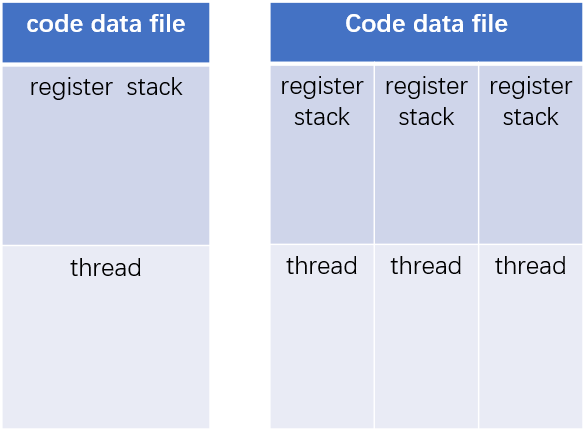 code data file
register stack
thread
Code data file
register register register
stack stack stack
thread thread thread